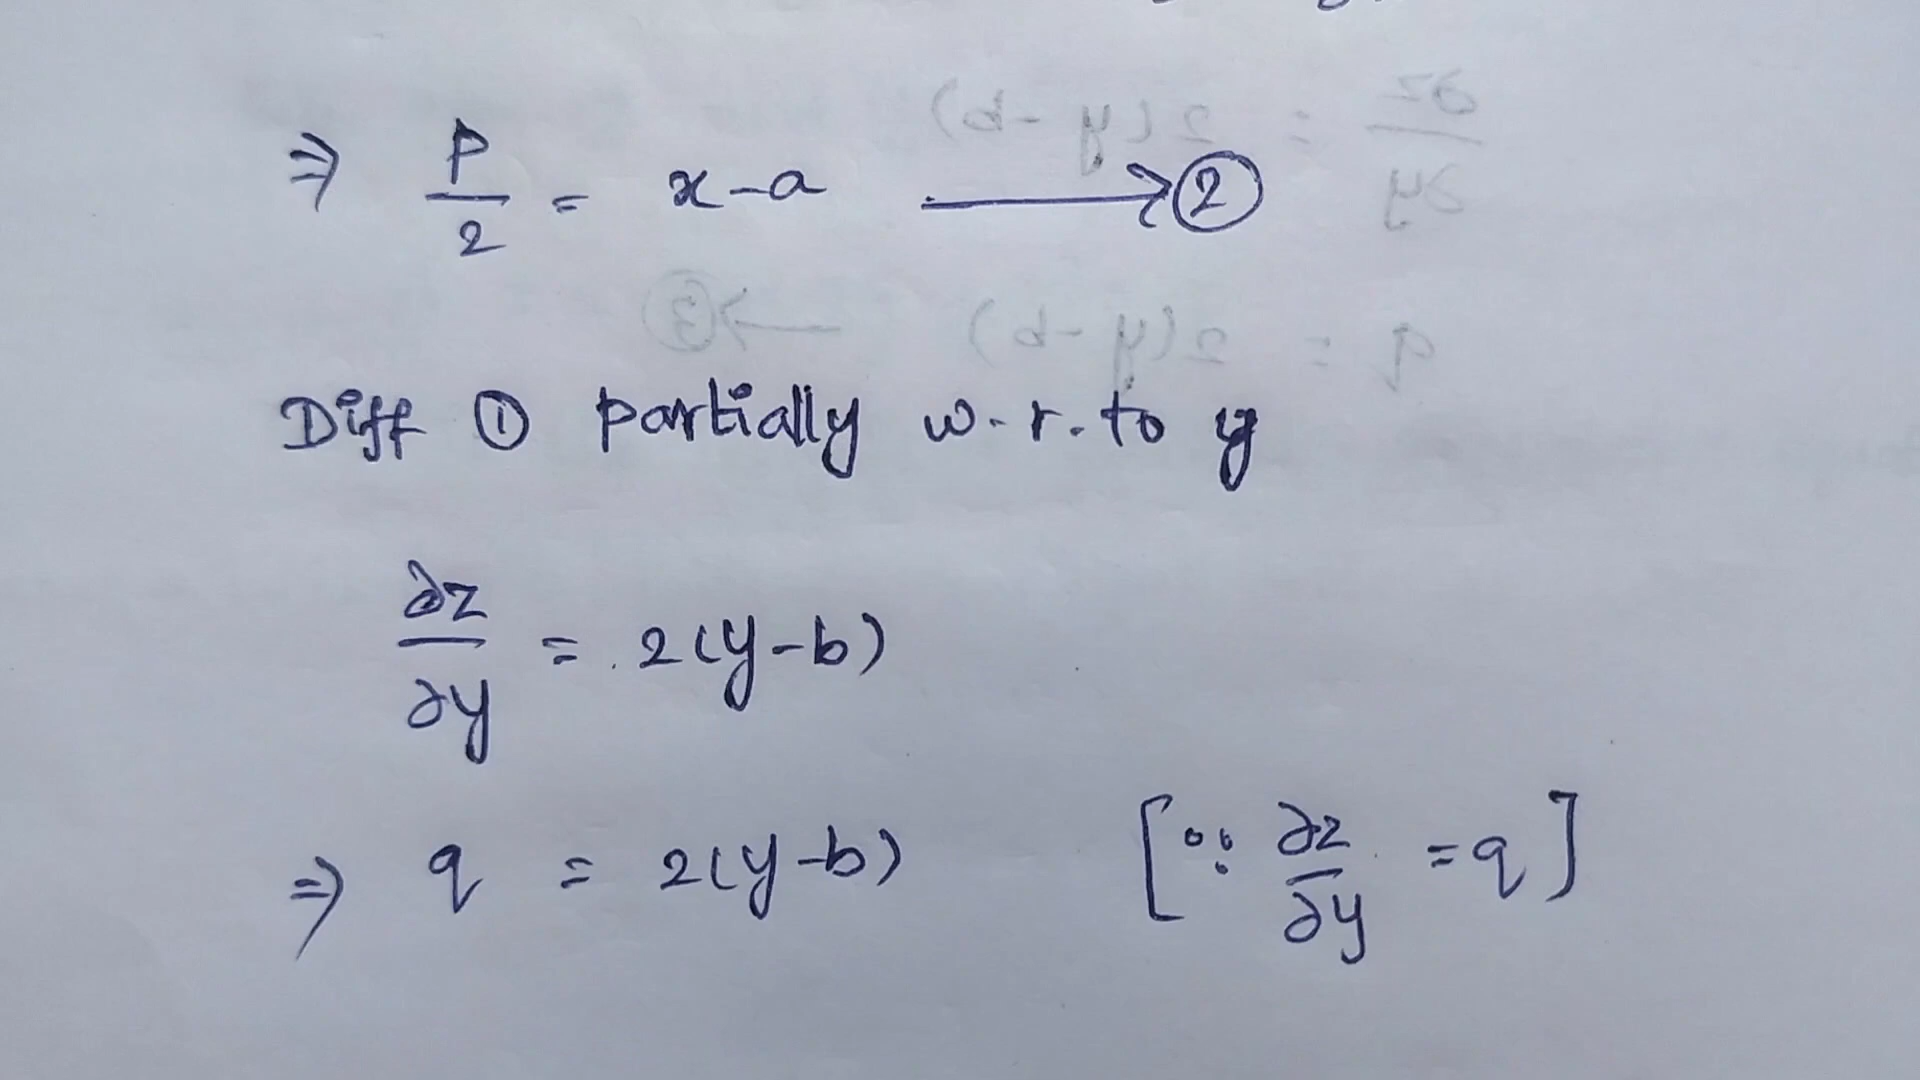 ⇒ p/2 = x-a ⟶ ②
Diff ① partially w.r.to y
∂z/∂y = 2(y-b)
⇒ q = 2(y-b) [∵ ∂z/∂y = q]